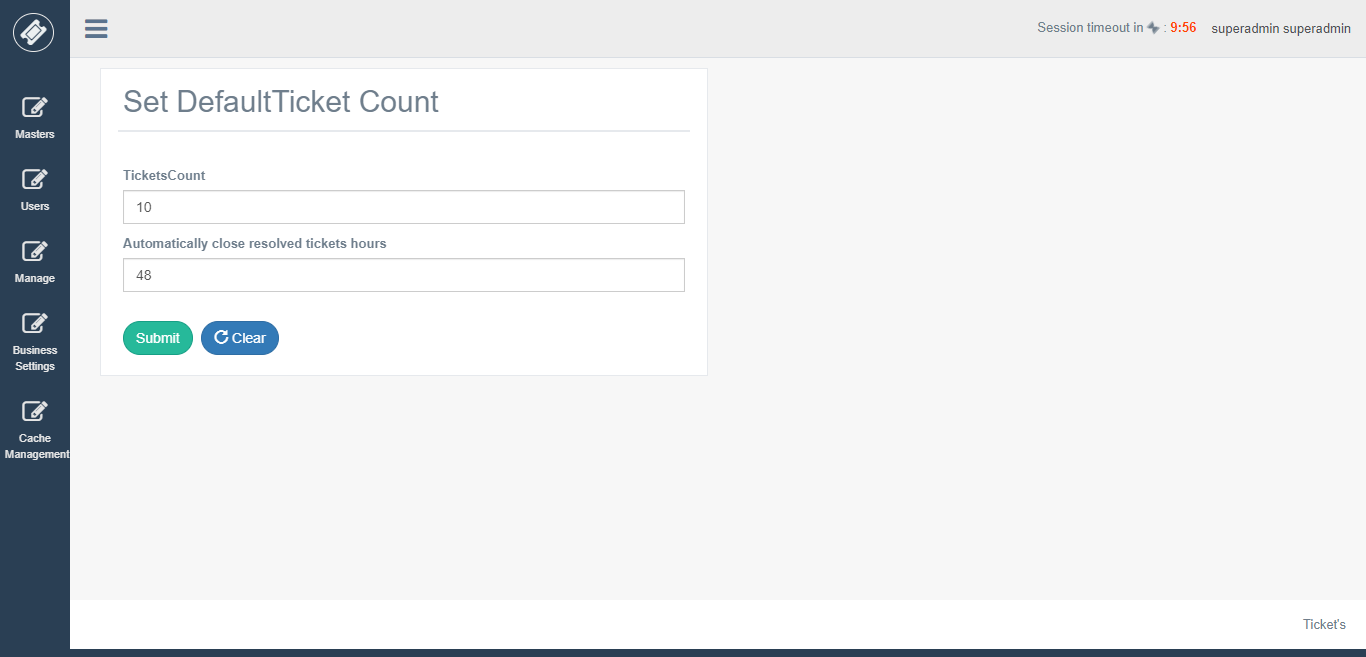 Session timeout in : 9:56 superadmin superadmin
Masters
Users
Manage
Business
Settings
Cache
Management
Set DefaultTicket Count
TicketsCount
10
Automatically close resolved tickets hours
48
Submit Clear
Ticket's